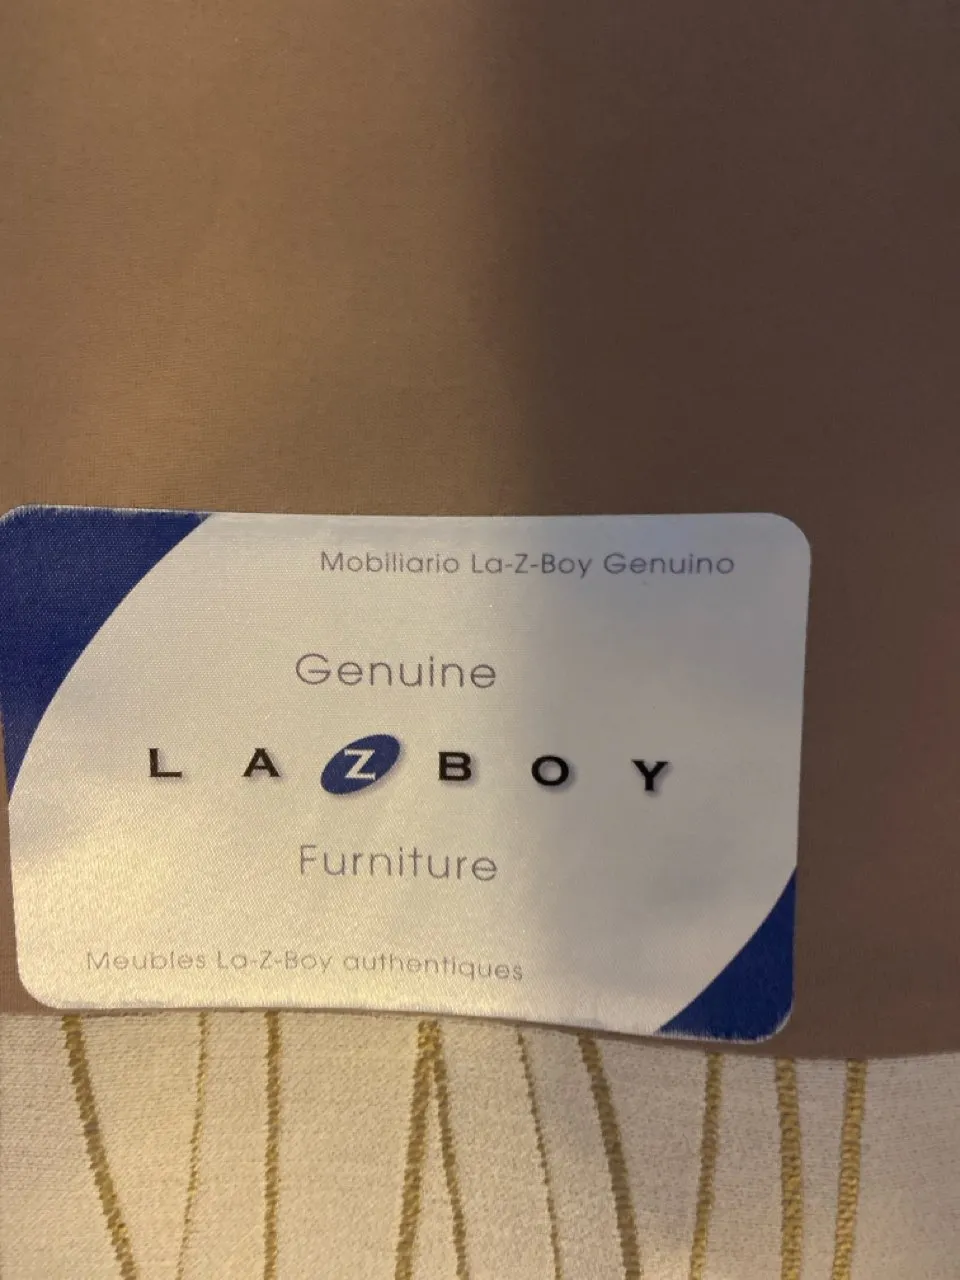 Mobiliario La-Z-Boy Genuino
Genuine
LAZBOY
Furniture
Meubles La-Z-Boy authentiques